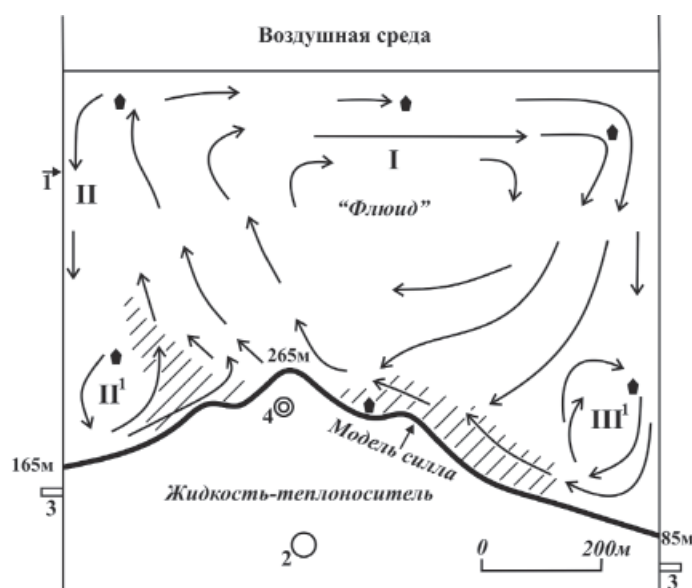 Воздушная среда
I
1
II
“Флюид”
265м
II¹
4
III¹
Модель силла
165м
Жидкость-теплоноситель
3
2
0 200м
85м
3